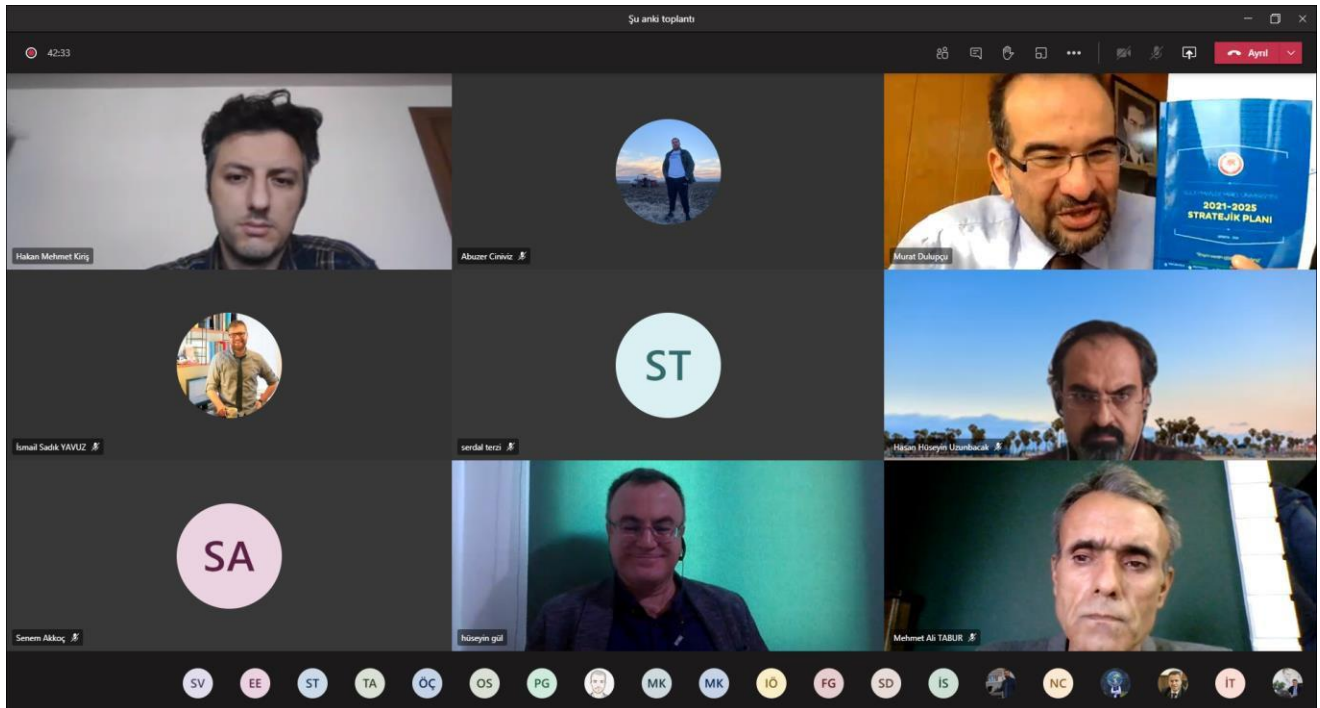 Şu anki toplantı
42:33
Ayrıl
Hakan Mehmet Kiriş
Abuzer Ciniviz
Murat Dulupçu
2021-2025
STRATEJİK PLANI
İsmail Sadık YAVUZ
ST
serdal terzi
Hasan Hüseyin Uzunbacak
SA
Senem Akkoç
hüseyin gül
Mehmet Ali TABUR
SV EE ST TA ÖÇ OS PG MK MK IÖ FG SD İS NC İT